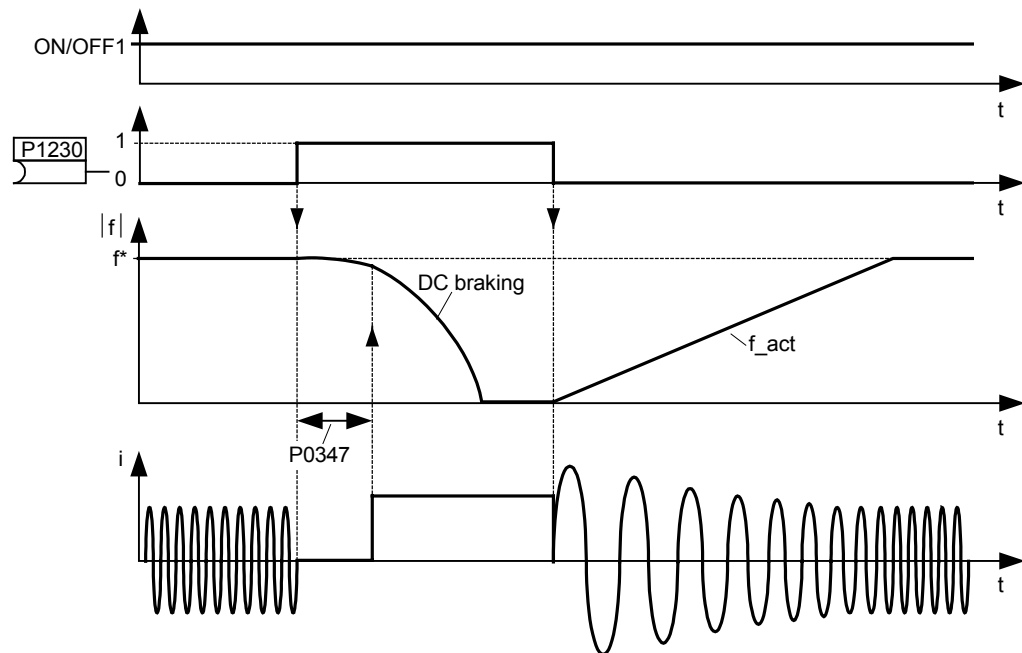 ON/OFF1
t
P1230
1
0
t
|f|
f*
DC braking
f_act
t
P0347
i
t